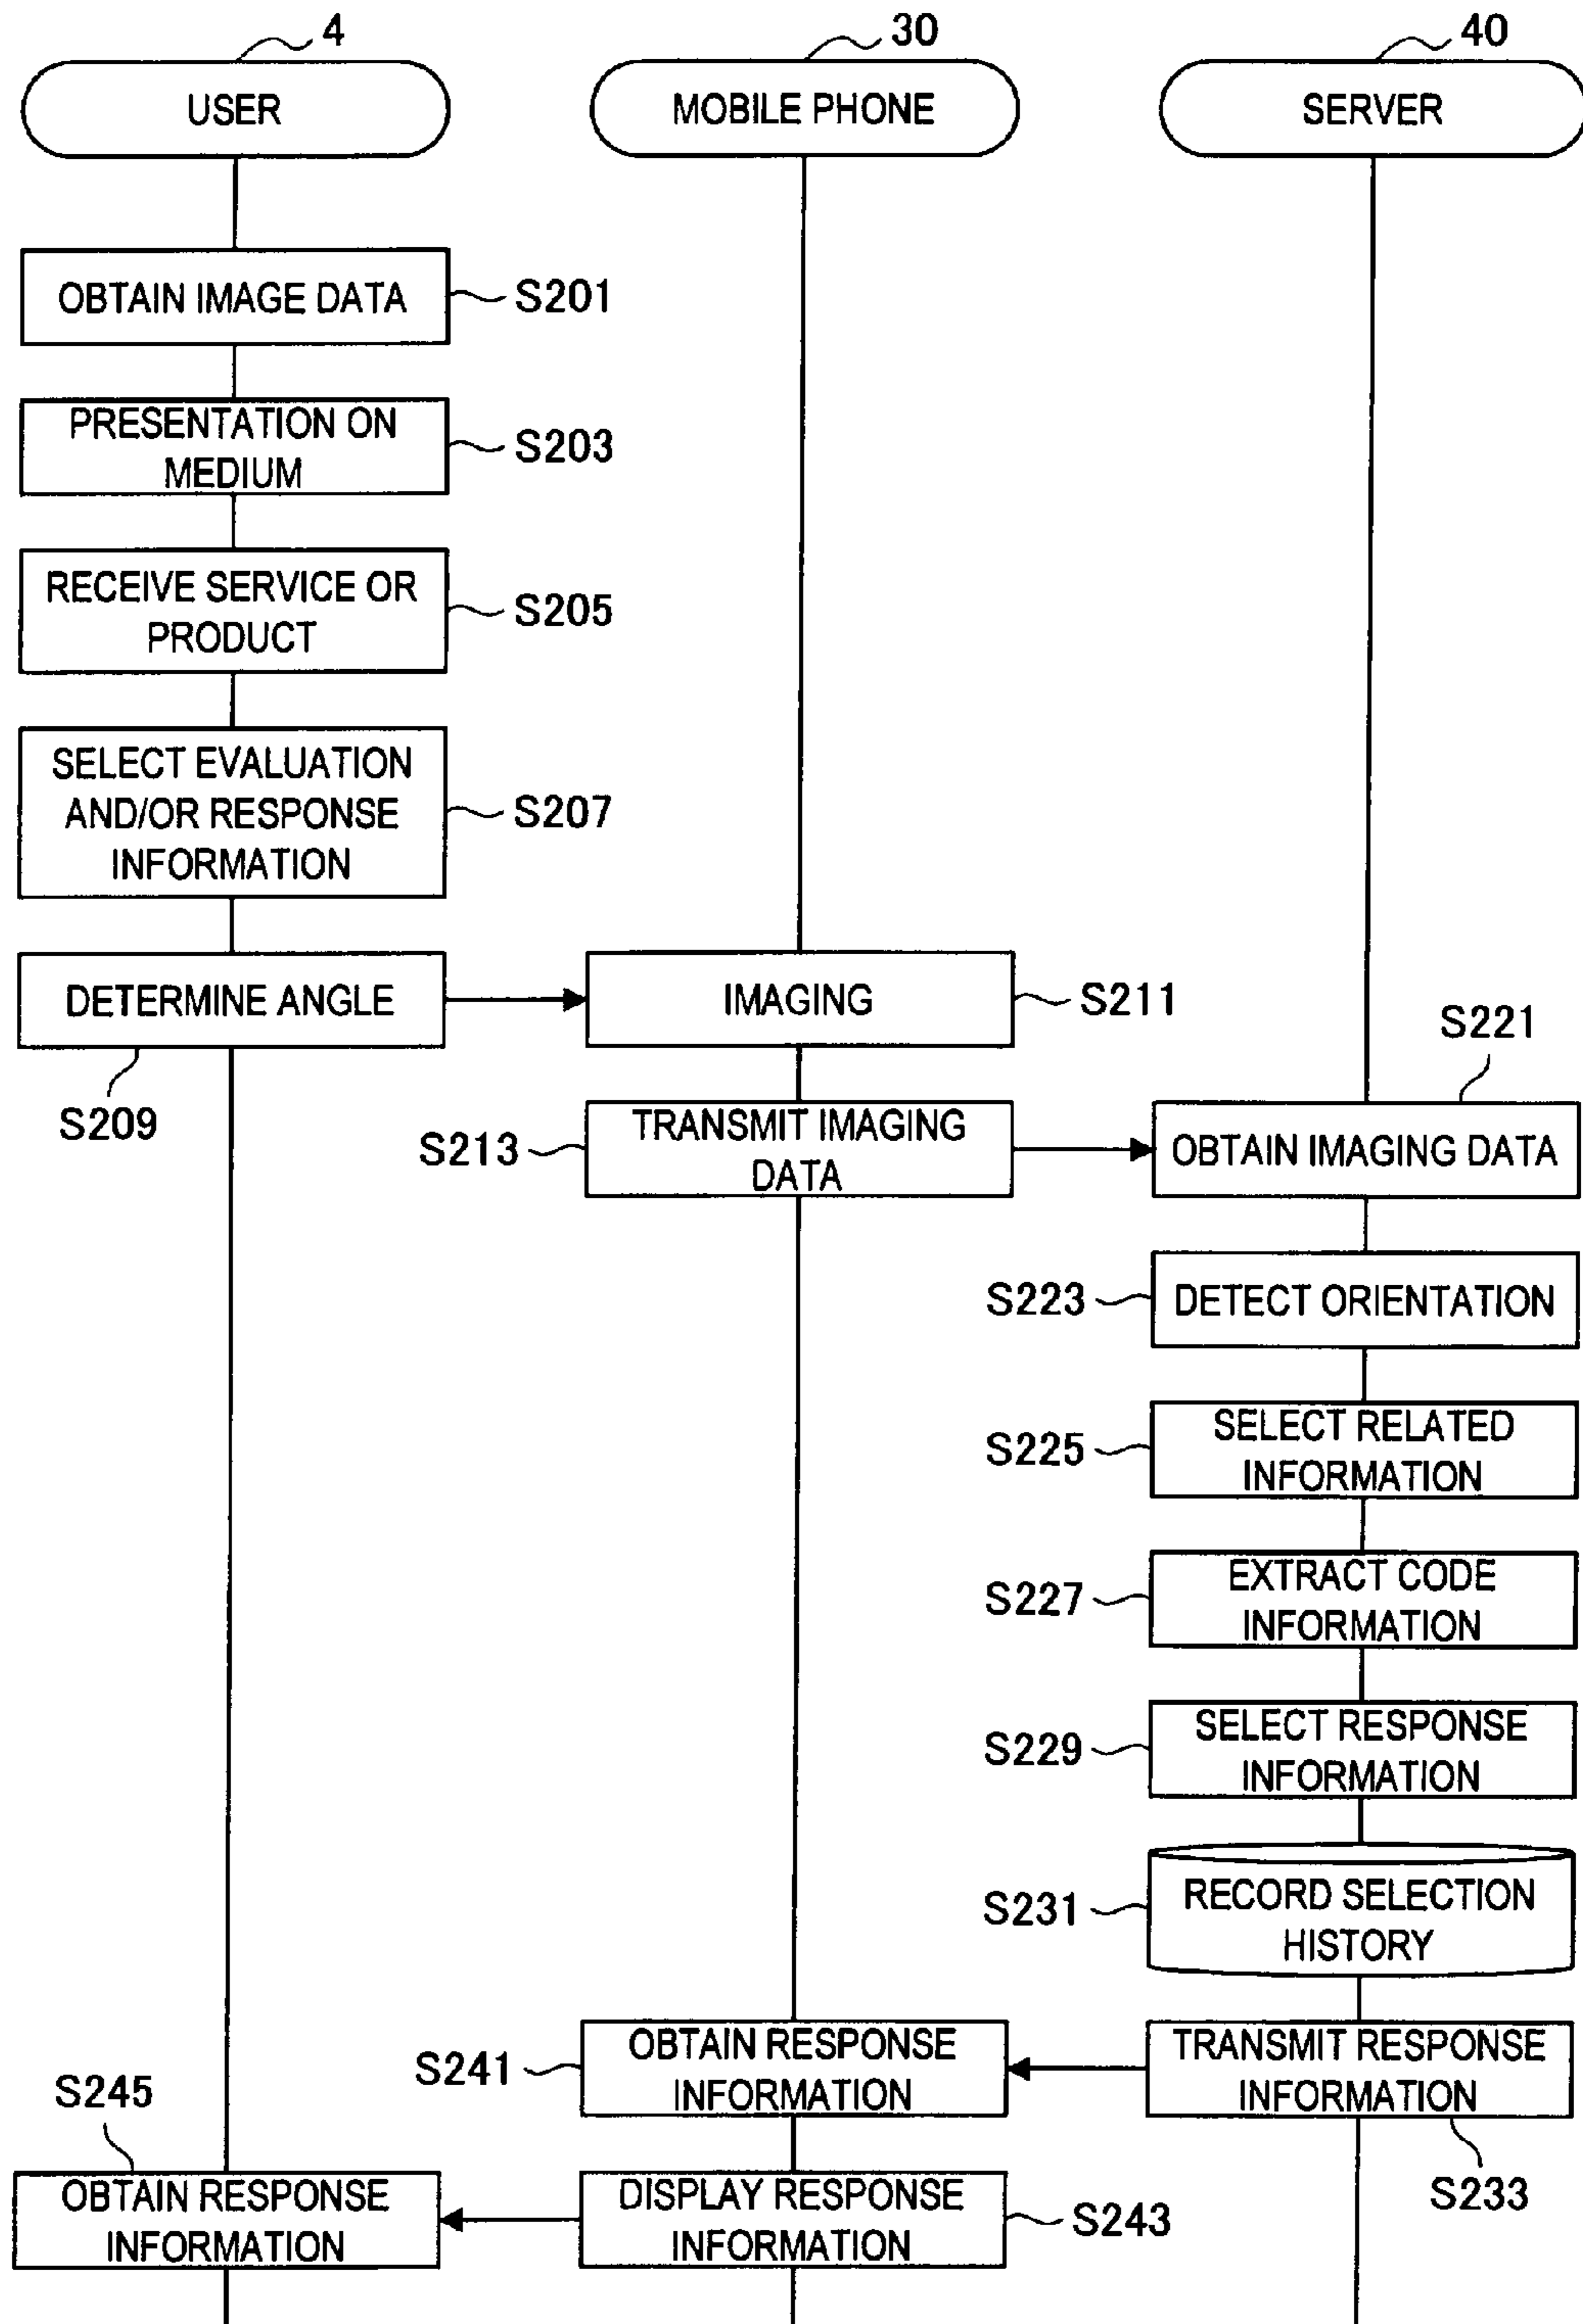 4
30
40
USER
MOBILE PHONE
SERVER
OBTAIN IMAGE DATA
S201
PRESENTATION ON
MEDIUM
S203
RECEIVE SERVICE OR
PRODUCT
S205
SELECT EVALUATION
AND/OR RESPONSE
INFORMATION
S207
DETERMINE ANGLE
S209
IMAGING
S211
S213
TRANSMIT IMAGING
DATA
S221
OBTAIN IMAGING DATA
S223
DETECT ORIENTATION
S225
SELECT RELATED
INFORMATION
S227
EXTRACT CODE
INFORMATION
S229
SELECT RESPONSE
INFORMATION
S231
RECORD SELECTION
HISTORY
TRANSMIT RESPONSE
INFORMATION
S233
S241
OBTAIN RESPONSE
INFORMATION
DISPLAY RESPONSE
INFORMATION
S243
S245
OBTAIN RESPONSE
INFORMATION